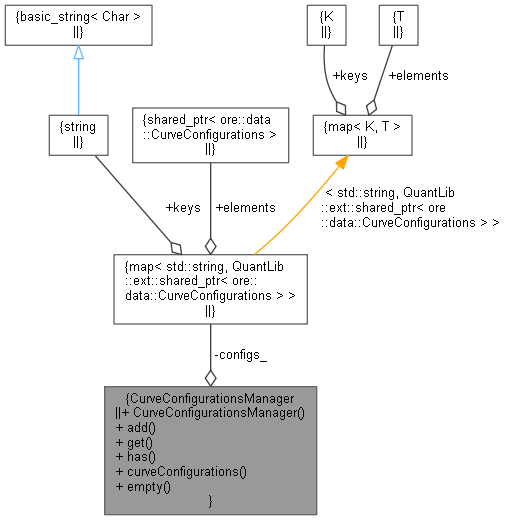 {basic_string< Char >
||}
{K
||}
{T
||}
+keys
+elements
{string
||}
{shared_ptr< ore::data
::CurveConfigurations >
||}
{map< K, T >
||}
+keys
+elements
< std::string, QuantLib
::ext::shared_ptr< ore
::data::CurveConfigurations > >
{map< std::string, QuantLib
::ext::shared_ptr< ore::
data::CurveConfigurations > >
||}
-configs_
{CurveConfigurationsManager
||+ CurveConfigurationsManager()
+ add()
+ get()
+ has()
+ curveConfigurations()
+ empty()
}